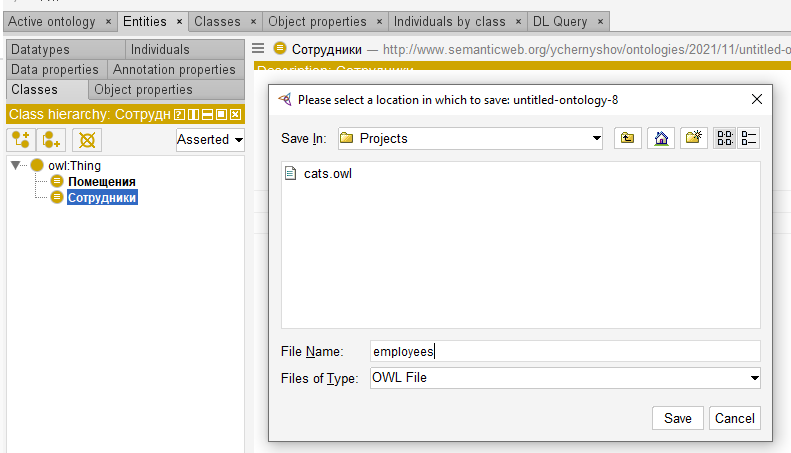 Active ontology × Entities × Classes × Object properties × Individuals by class × DL Query ×
Datatypes Individuals
Data properties Annotation properties
Classes Object properties
Class hierarchy: Сотрудн
Asserted
owl:Thing
Помещения
Сотрудники
Сотрудники — http://www.semanticweb.org/ychernyshov/ontologies/2021/11/untitled-o
Description: Сотрудники
Please select a location in which to save: untitled-ontology-8
Save In: Projects
cats.owl
File Name: employees
Files of Type: OWL File
Save Cancel